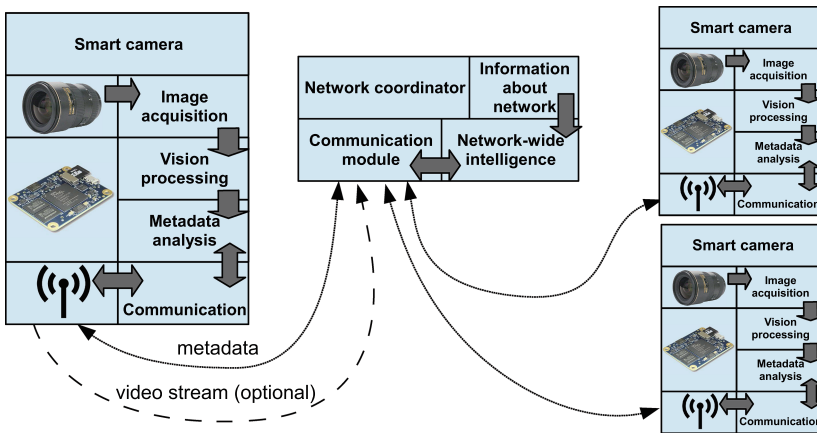 Smart camera
Image
acquisition
Vision
processing
Metadata
analysis
Communication
Network coordinator
Information
about
network
Communication
module
Network-wide
intelligence
metadata
video stream (optional)
Smart camera
Image
acquisition
Vision
processing
Metadata
analysis
Communication
Smart camera
Image
acquisition
Vision
processing
Metadata
analysis
Communication